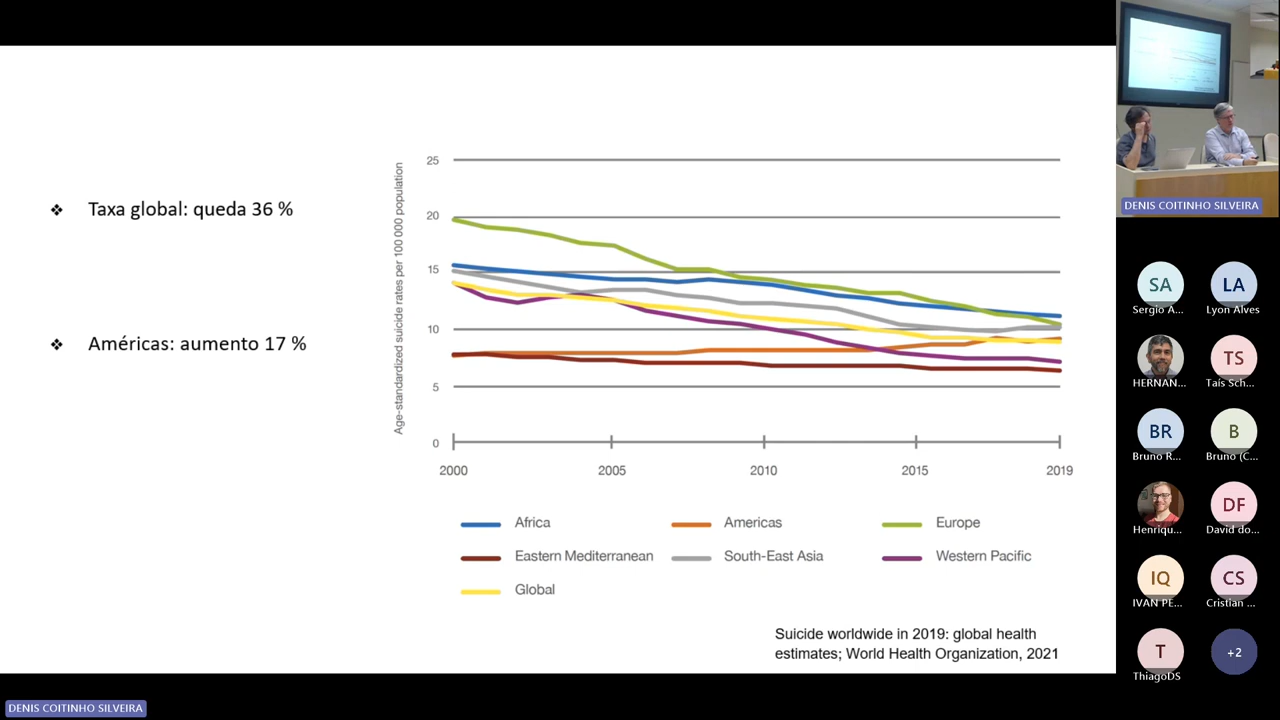 ❖ Taxa global: queda 36 %
❖ Américas: aumento 17 %
Age-standardized suicide rates per 100 000 population
25
20
15
10
5
0
2000 2005 2010 2015 2019
Africa Americas Europe
Eastern Mediterranean South-East Asia Western Pacific
Global
Suicide worldwide in 2019: global health
estimates; World Health Organization, 2021
DENIS COITINHO SILVEIRA
SA LA
Sergio A... Lyon Alves
TS
HERNAN... Taís Sch...
BR B
Bruno R... Bruno (C...
DF
Henriqu... David do...
IQ CS
IVAN PE... Cristian ...
T +2
ThiagoDS
DENIS COITINHO SILVEIRA